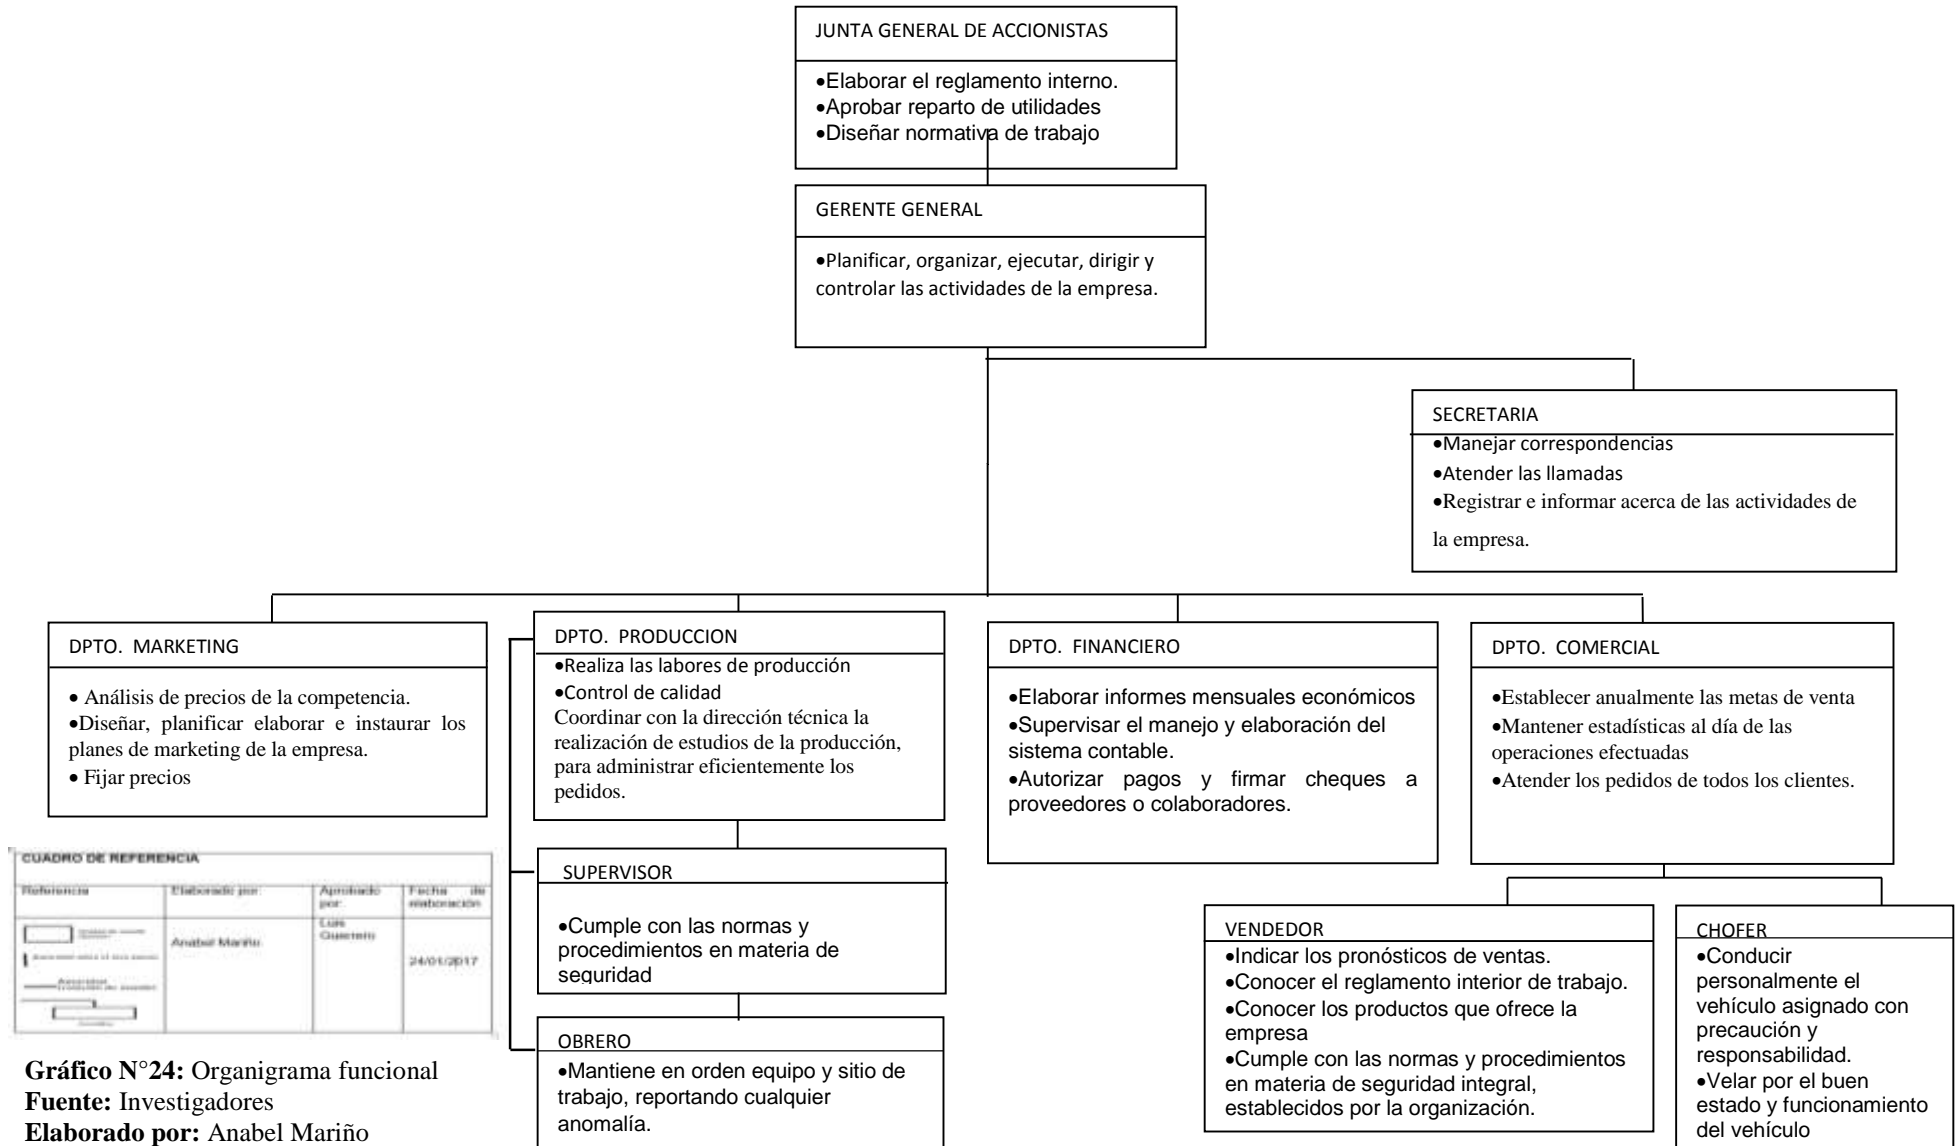 JUNTA GENERAL DE ACCIONISTAS
•Elaborar el reglamento interno.
•Aprobar reparto de utilidades
•Diseñar normativa de trabajo
GERENTE GENERAL
•Planificar, organizar, ejecutar, dirigir y
controlar las actividades de la empresa.
SECRETARIA
•Manejar correspondencias
•Atender las llamadas
•Registrar e informar acerca de las actividades de
la empresa.
DPTO. MARKETING
• Análisis de precios de la competencia.
•Diseñar, planificar elaborar e instaurar los
planes de marketing de la empresa.
• Fijar precios
DPTO. PRODUCCION
•Realiza las labores de producción
•Control de calidad
Coordinar con la dirección técnica la
realización de estudios de la producción,
para administrar eficientemente los
pedidos.
DPTO. FINANCIERO
•Elaborar informes mensuales económicos
•Supervisar el manejo y elaboración del
sistema contable.
•Autorizar pagos y firmar cheques a
proveedores o colaboradores.
DPTO. COMERCIAL
•Establecer anualmente las metas de venta
•Mantener estadísticas al día de las
operaciones efectuadas
•Atender los pedidos de todos los clientes.
SUPERVISOR
•Cumple con las normas y
procedimientos en materia de
seguridad
OBRERO
•Mantiene en orden equipo y sitio de
trabajo, reportando cualquier
anomalía.
VENDEDOR
•Indicar los pronósticos de ventas.
•Conocer el reglamento interior de trabajo.
•Conocer los productos que ofrece la
empresa
•Cumple con las normas y procedimientos
en materia de seguridad integral,
establecidos por la organización.
CHOFER
•Conducir
personalmente el
vehículo asignado con
precaución y
responsabilidad.
•Velar por el buen
estado y funcionamiento
del vehículo
CUADRO DE REFERENCIA
Referencia
Elaborado por:
Aprobado
por:
Fecha de
elaboración
Anabel Mariño
Luis
Guerrero
24/01/2017
Gráfico N°24: Organigrama funcional
Fuente: Investigadores
Elaborado por: Anabel Mariño